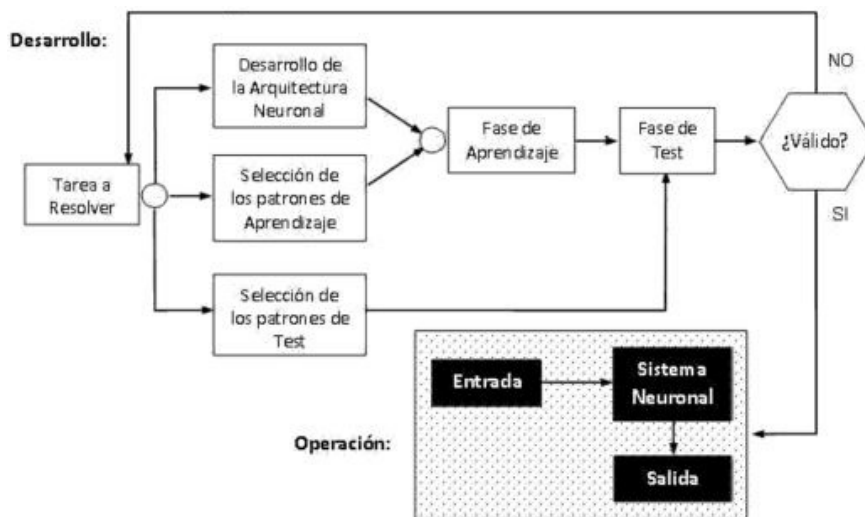 Desarrollo:
NO
Desarrollo de
la Arquitectura
Neuronal
Fase de
Aprendizaje
Fase de
Test
¿Válido?
Tarea a
Resolver
Selección de
los patrones de
Aprendizaje
SI
Selección de
los patrones de
Test
Entrada
Sistema
Neuronal
Operación:
Salida